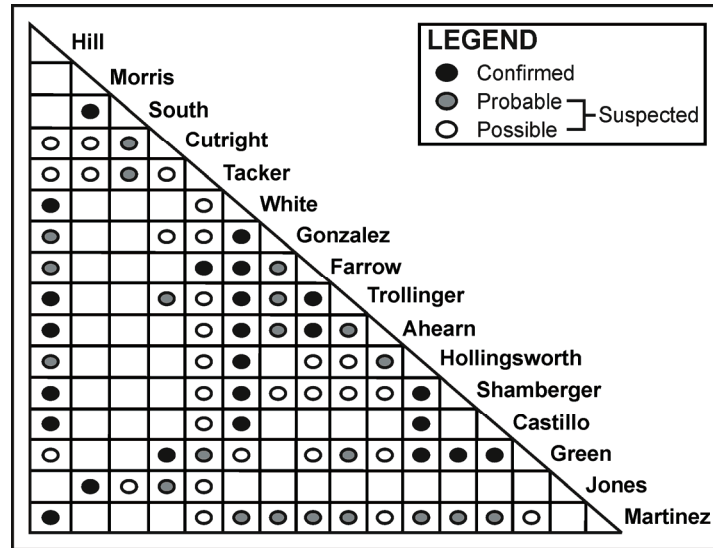 Hill
LEGEND
Morris
Confirmed
South
Probable
Suspected
Possible
Cutright
Tacker
White
Gonzalez
Farrow
Trollinger
Ahearn
Hollingsworth
Shamberger
Castillo
Green
Jones
Martinez